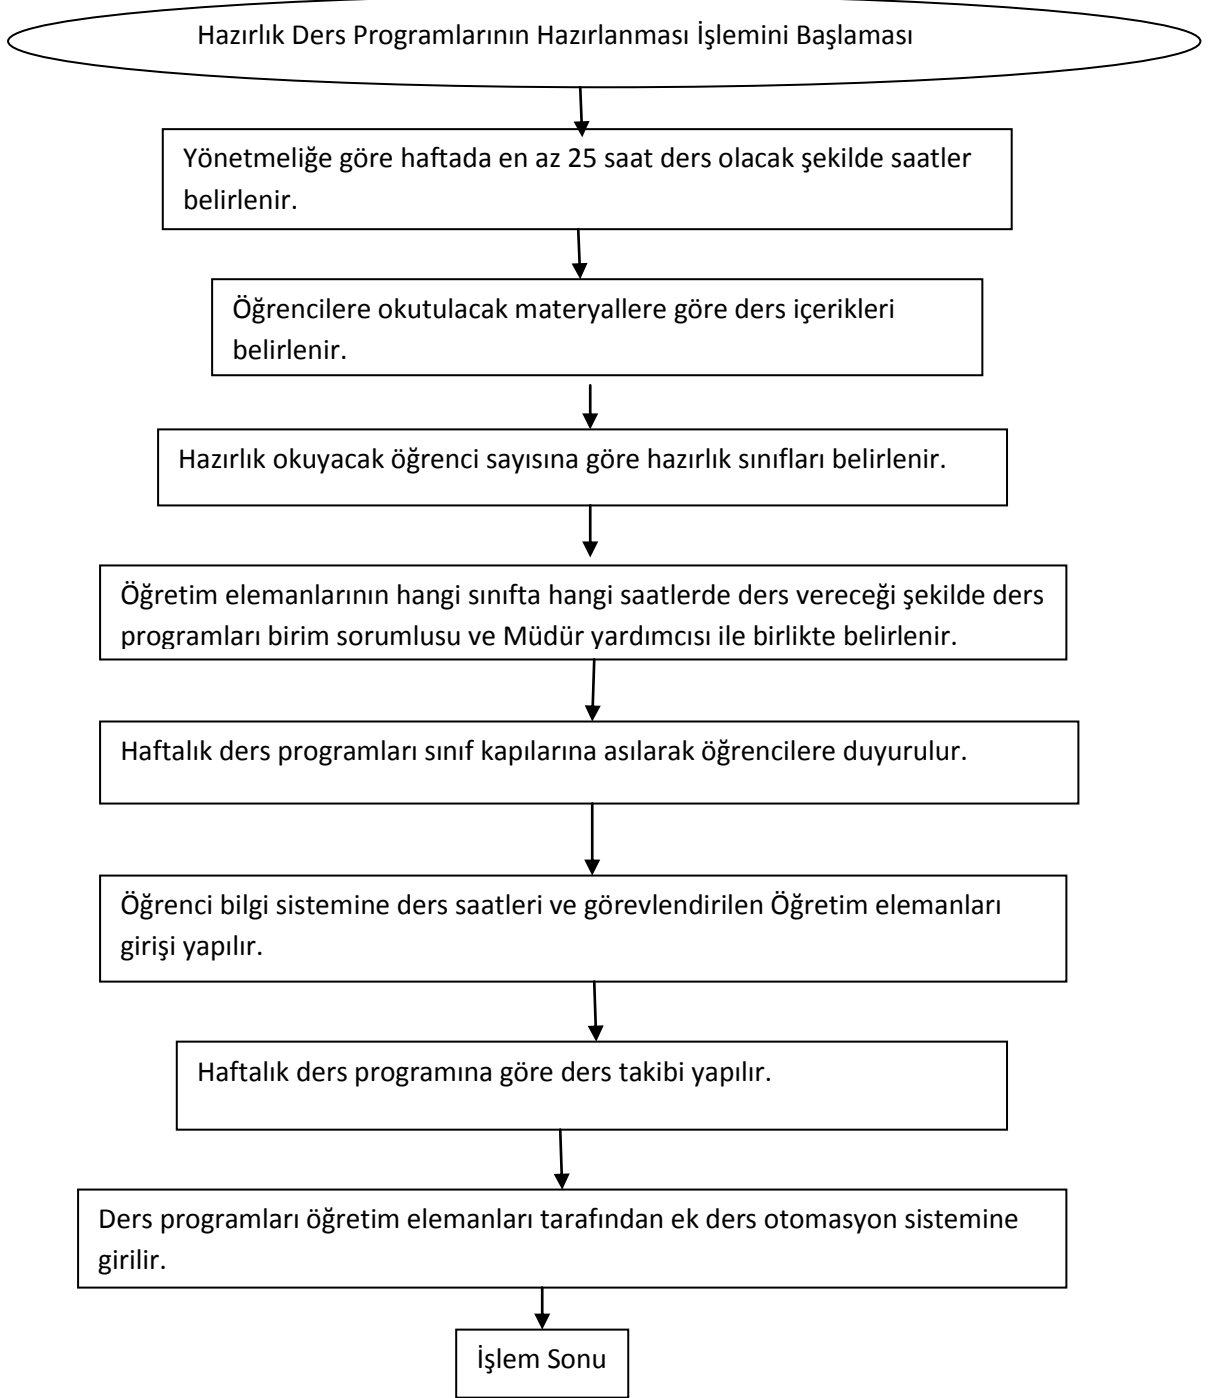 Hazırlık Ders Programlarının Hazırlanması İşlemini Başlaması
Yönetmeliğe göre haftada en az 25 saat ders olacak şekilde saatler
belirlenir.
Öğrencilere okutulacak materyallere göre ders içerikleri
belirlenir.
Hazırlık okuyacak öğrenci sayısına göre hazırlık sınıfları belirlenir.
Öğretim elemanlarının hangi sınıfta hangi saatlerde ders vereceği şekilde ders
programları birim sorumlusu ve Müdür yardımcısı ile birlikte belirlenir.
Haftalık ders programları sınıf kapılarına asılarak öğrencilere duyurulur.
Öğrenci bilgi sistemine ders saatleri ve görevlendirilen Öğretim elemanları
girişi yapılır.
Haftalık ders programına göre ders takibi yapılır.
Ders programları öğretim elemanları tarafından ek ders otomasyon sistemine
girilir.
İşlem Sonu